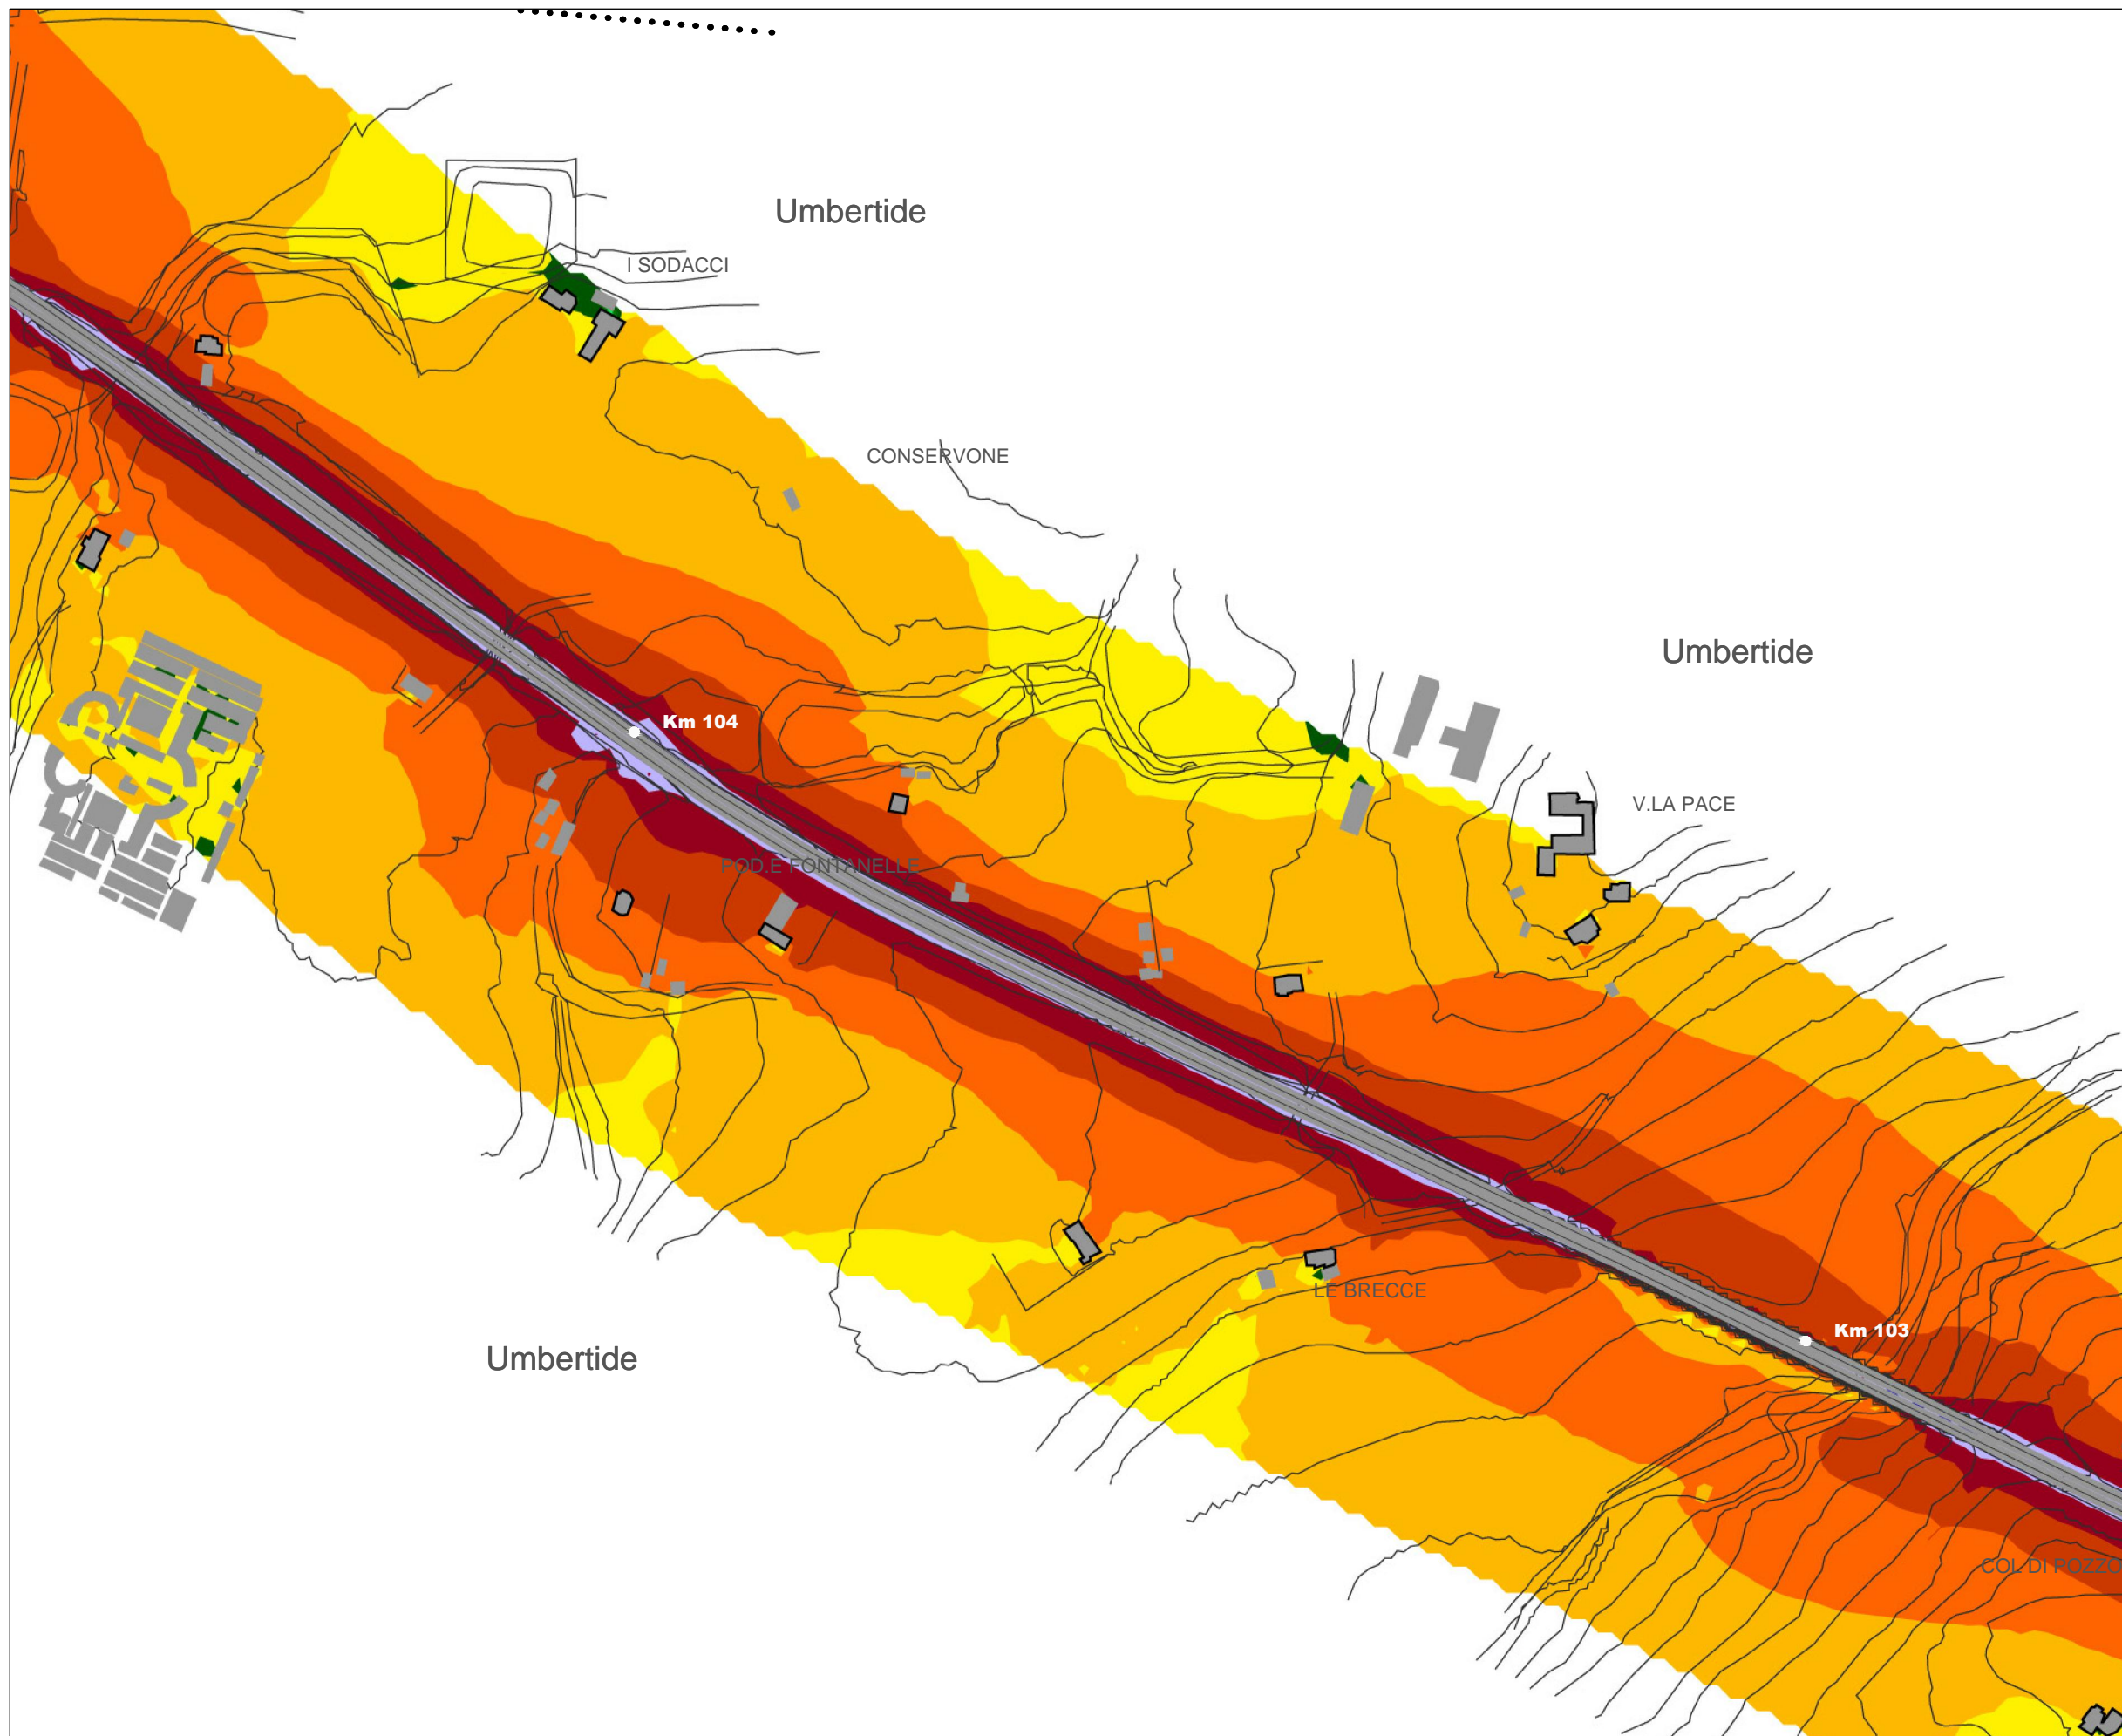 Umbertide
I SODACCI
CONSERVONE
Umbertide
Km 104
V.LA PACE
POD.E FONTANELLE
LE BRECCE
Km 103
Umbertide
COL DI POZZO